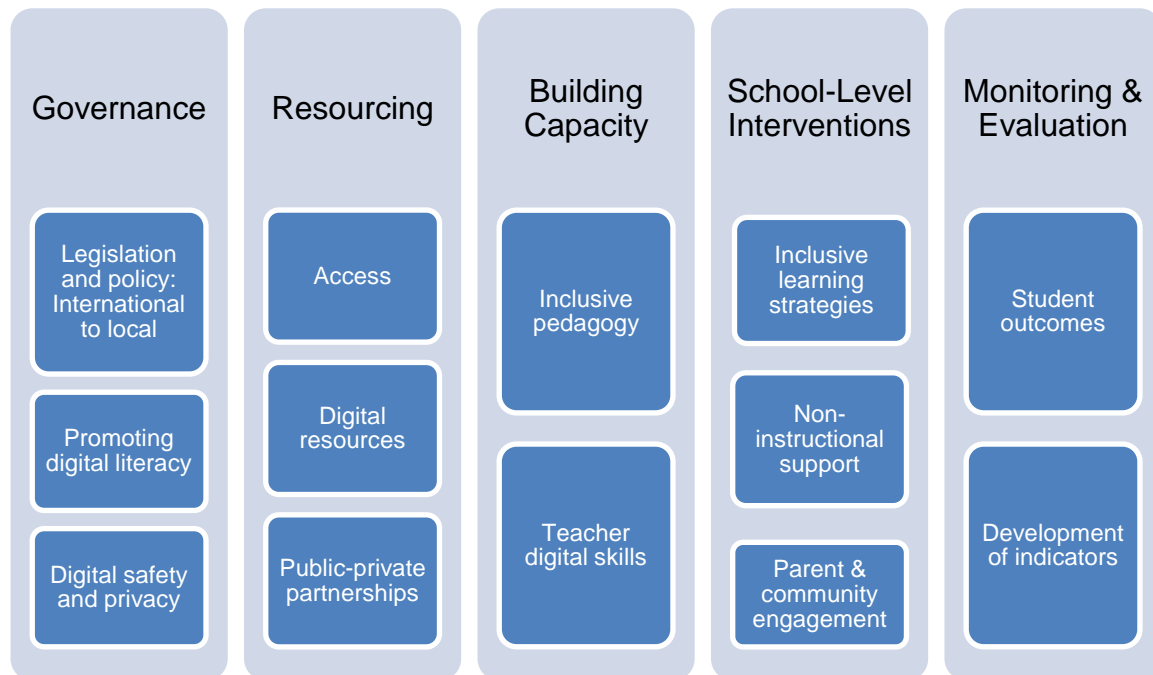 Governance
Legislation
and policy:
International
to local
Promoting
digital literacy
Digital safety
and privacy
Resourcing
Access
Digital
resources
Public-private
partnerships
Building
Capacity
Inclusive
pedagogy
Teacher
digital skills
School-Level
Interventions
Inclusive
learning
strategies
Non-
instructional
support
Parent &
community
engagement
Monitoring &
Evaluation
Student
outcomes
Development
of indicators